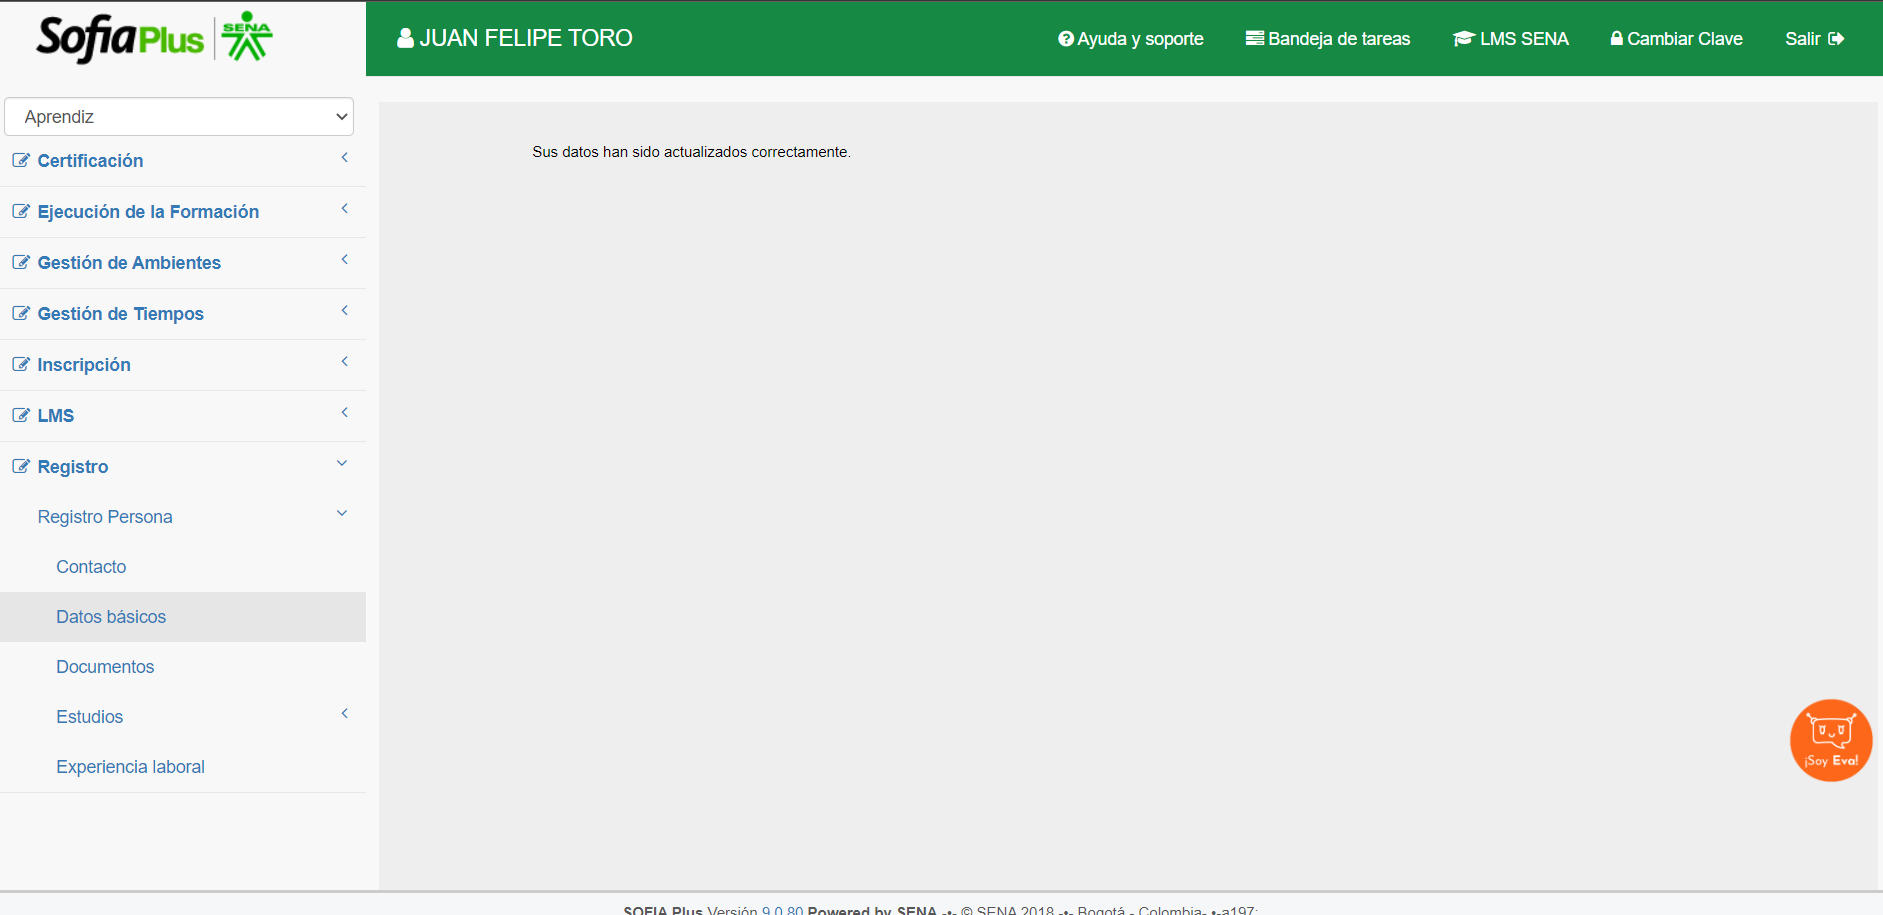 SofiaPlus SENA
JUAN FELIPE TORO
Ayuda y soporte
Bandeja de tareas
LMS SENA
Cambiar Clave
Salir
Aprendiz
Certificación
Ejecución de la Formación
Gestión de Ambientes
Gestión de Tiempos
Inscripción
LMS
Registro
Registro Persona
Contacto
Datos básicos
Documentos
Estudios
Experiencia laboral
Sus datos han sido actualizados correctamente.
¡Soy Eva!
SOFIA Plus Versión 9.0.80 Powered by SENA -•- © SENA 2018 -•- Bogotá - Colombia- •-a197: